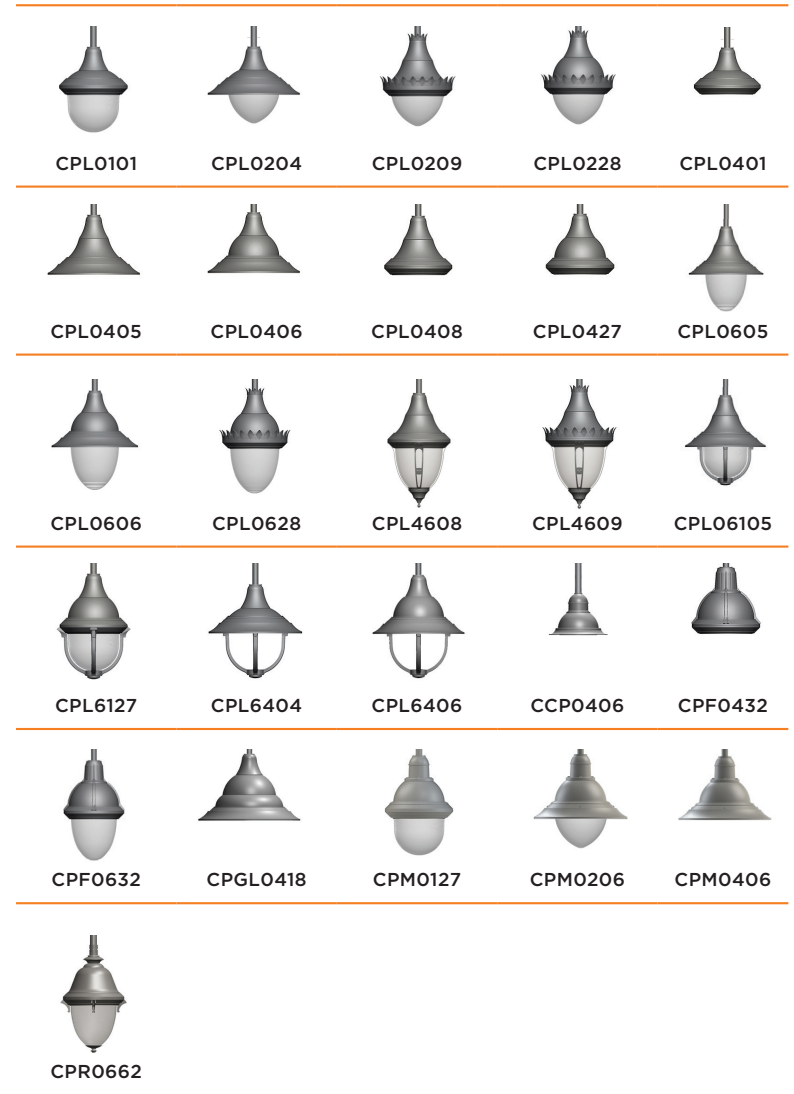 CPL0101 CPL0204 CPL0209 CPL0228 CPL0401
CPL0405 CPL0406 CPL0408 CPL0427 CPL0605
CPL0606 CPL0628 CPL4608 CPL4609 CPL06105
CPL6127 CPL6404 CPL6406 CCP0406 CPF0432
CPF0632 CPGL0418 CPM0127 CPM0206 CPM0406
CPR0662